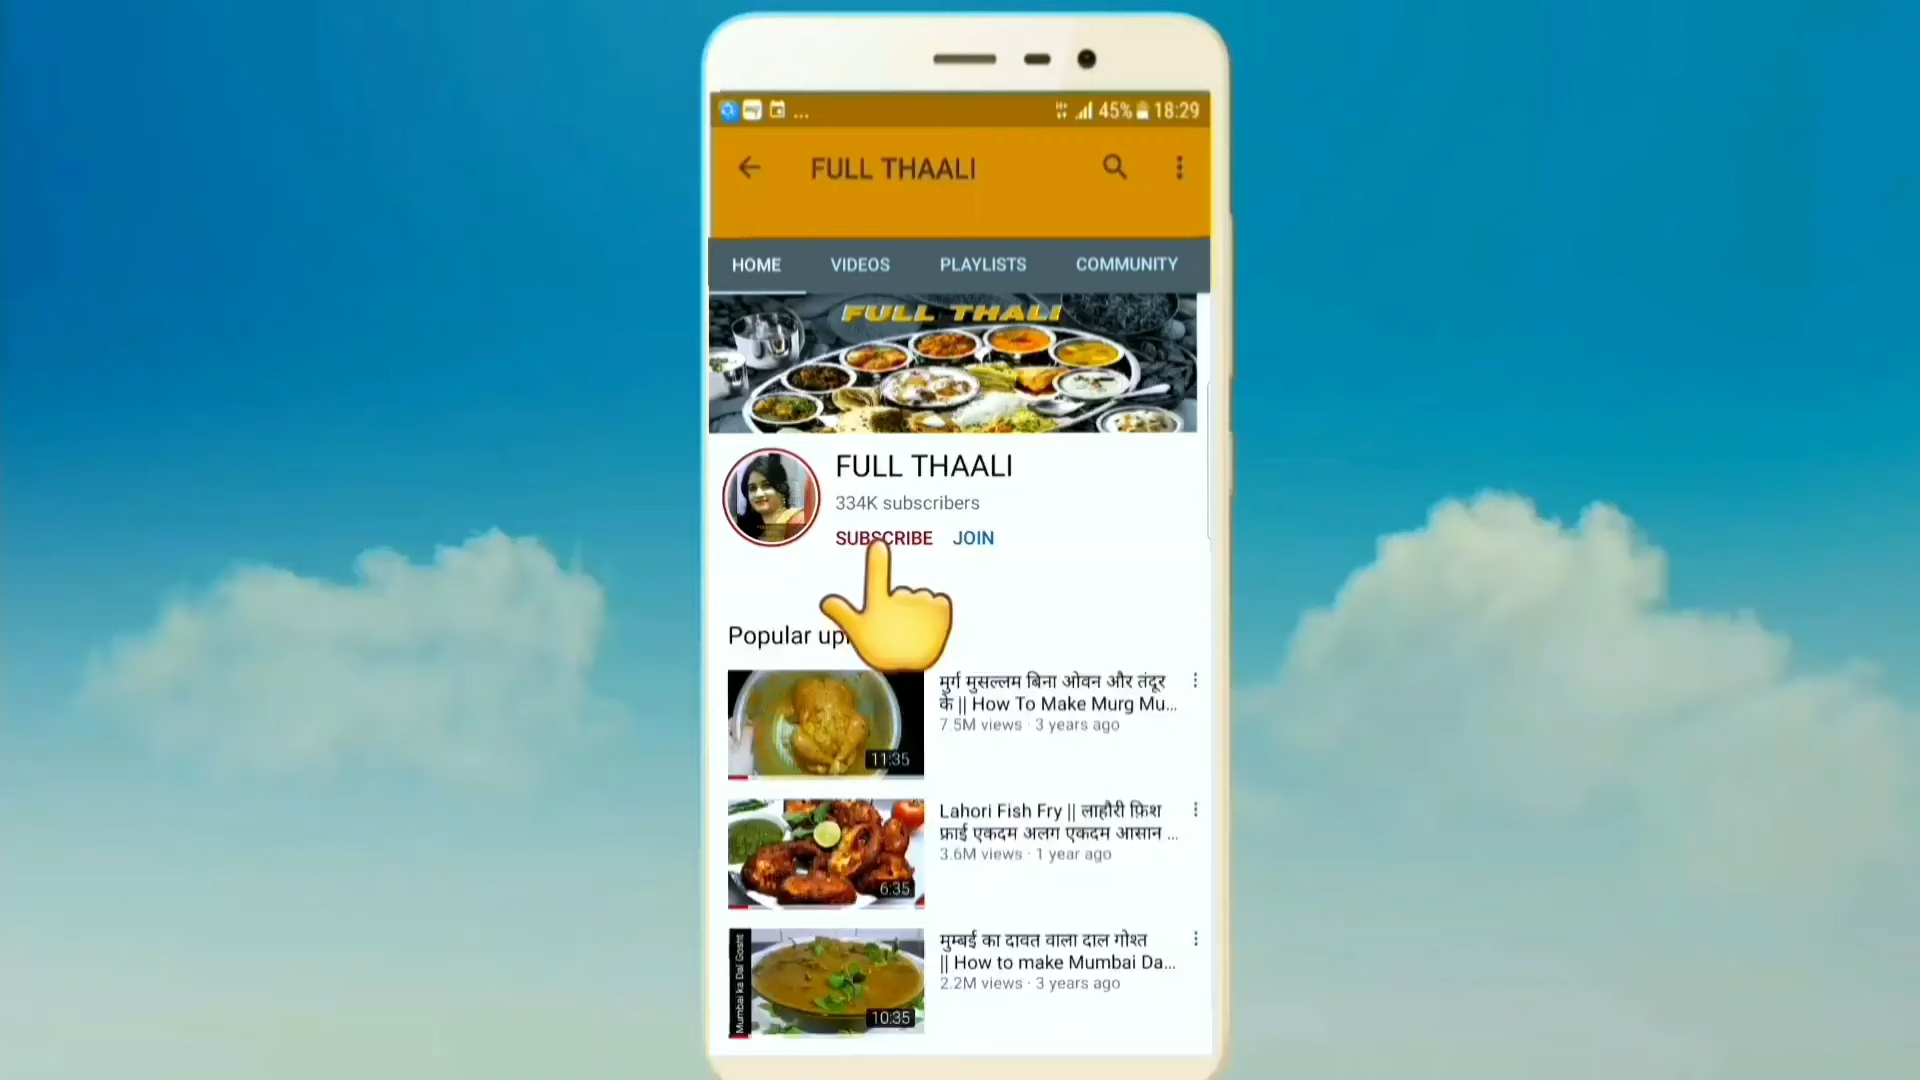 ... 45% 18:29
FULL THAALI
HOME VIDEOS PLAYLISTS COMMUNITY
FULL THALI
FULL THAALI
334K subscribers
SUBSCRIBE JOIN
Popular
मुर्ग मुसल्लम बिना ओवन और तंदूर
के || How To Make Murg Mu...
7.5M views · 3 years ago
11:35
Lahori Fish Fry || लाहौरी फ़िश
फ्राई एकदम अलग एकदम आसान ...
3.6M views · 1 year ago
6:35
मुम्बई का दावत वाला दाल गोश्त
|| How to make Mumbai Da...
2.2M views · 3 years ago
Mumbai ka Dal Gosht
10:35